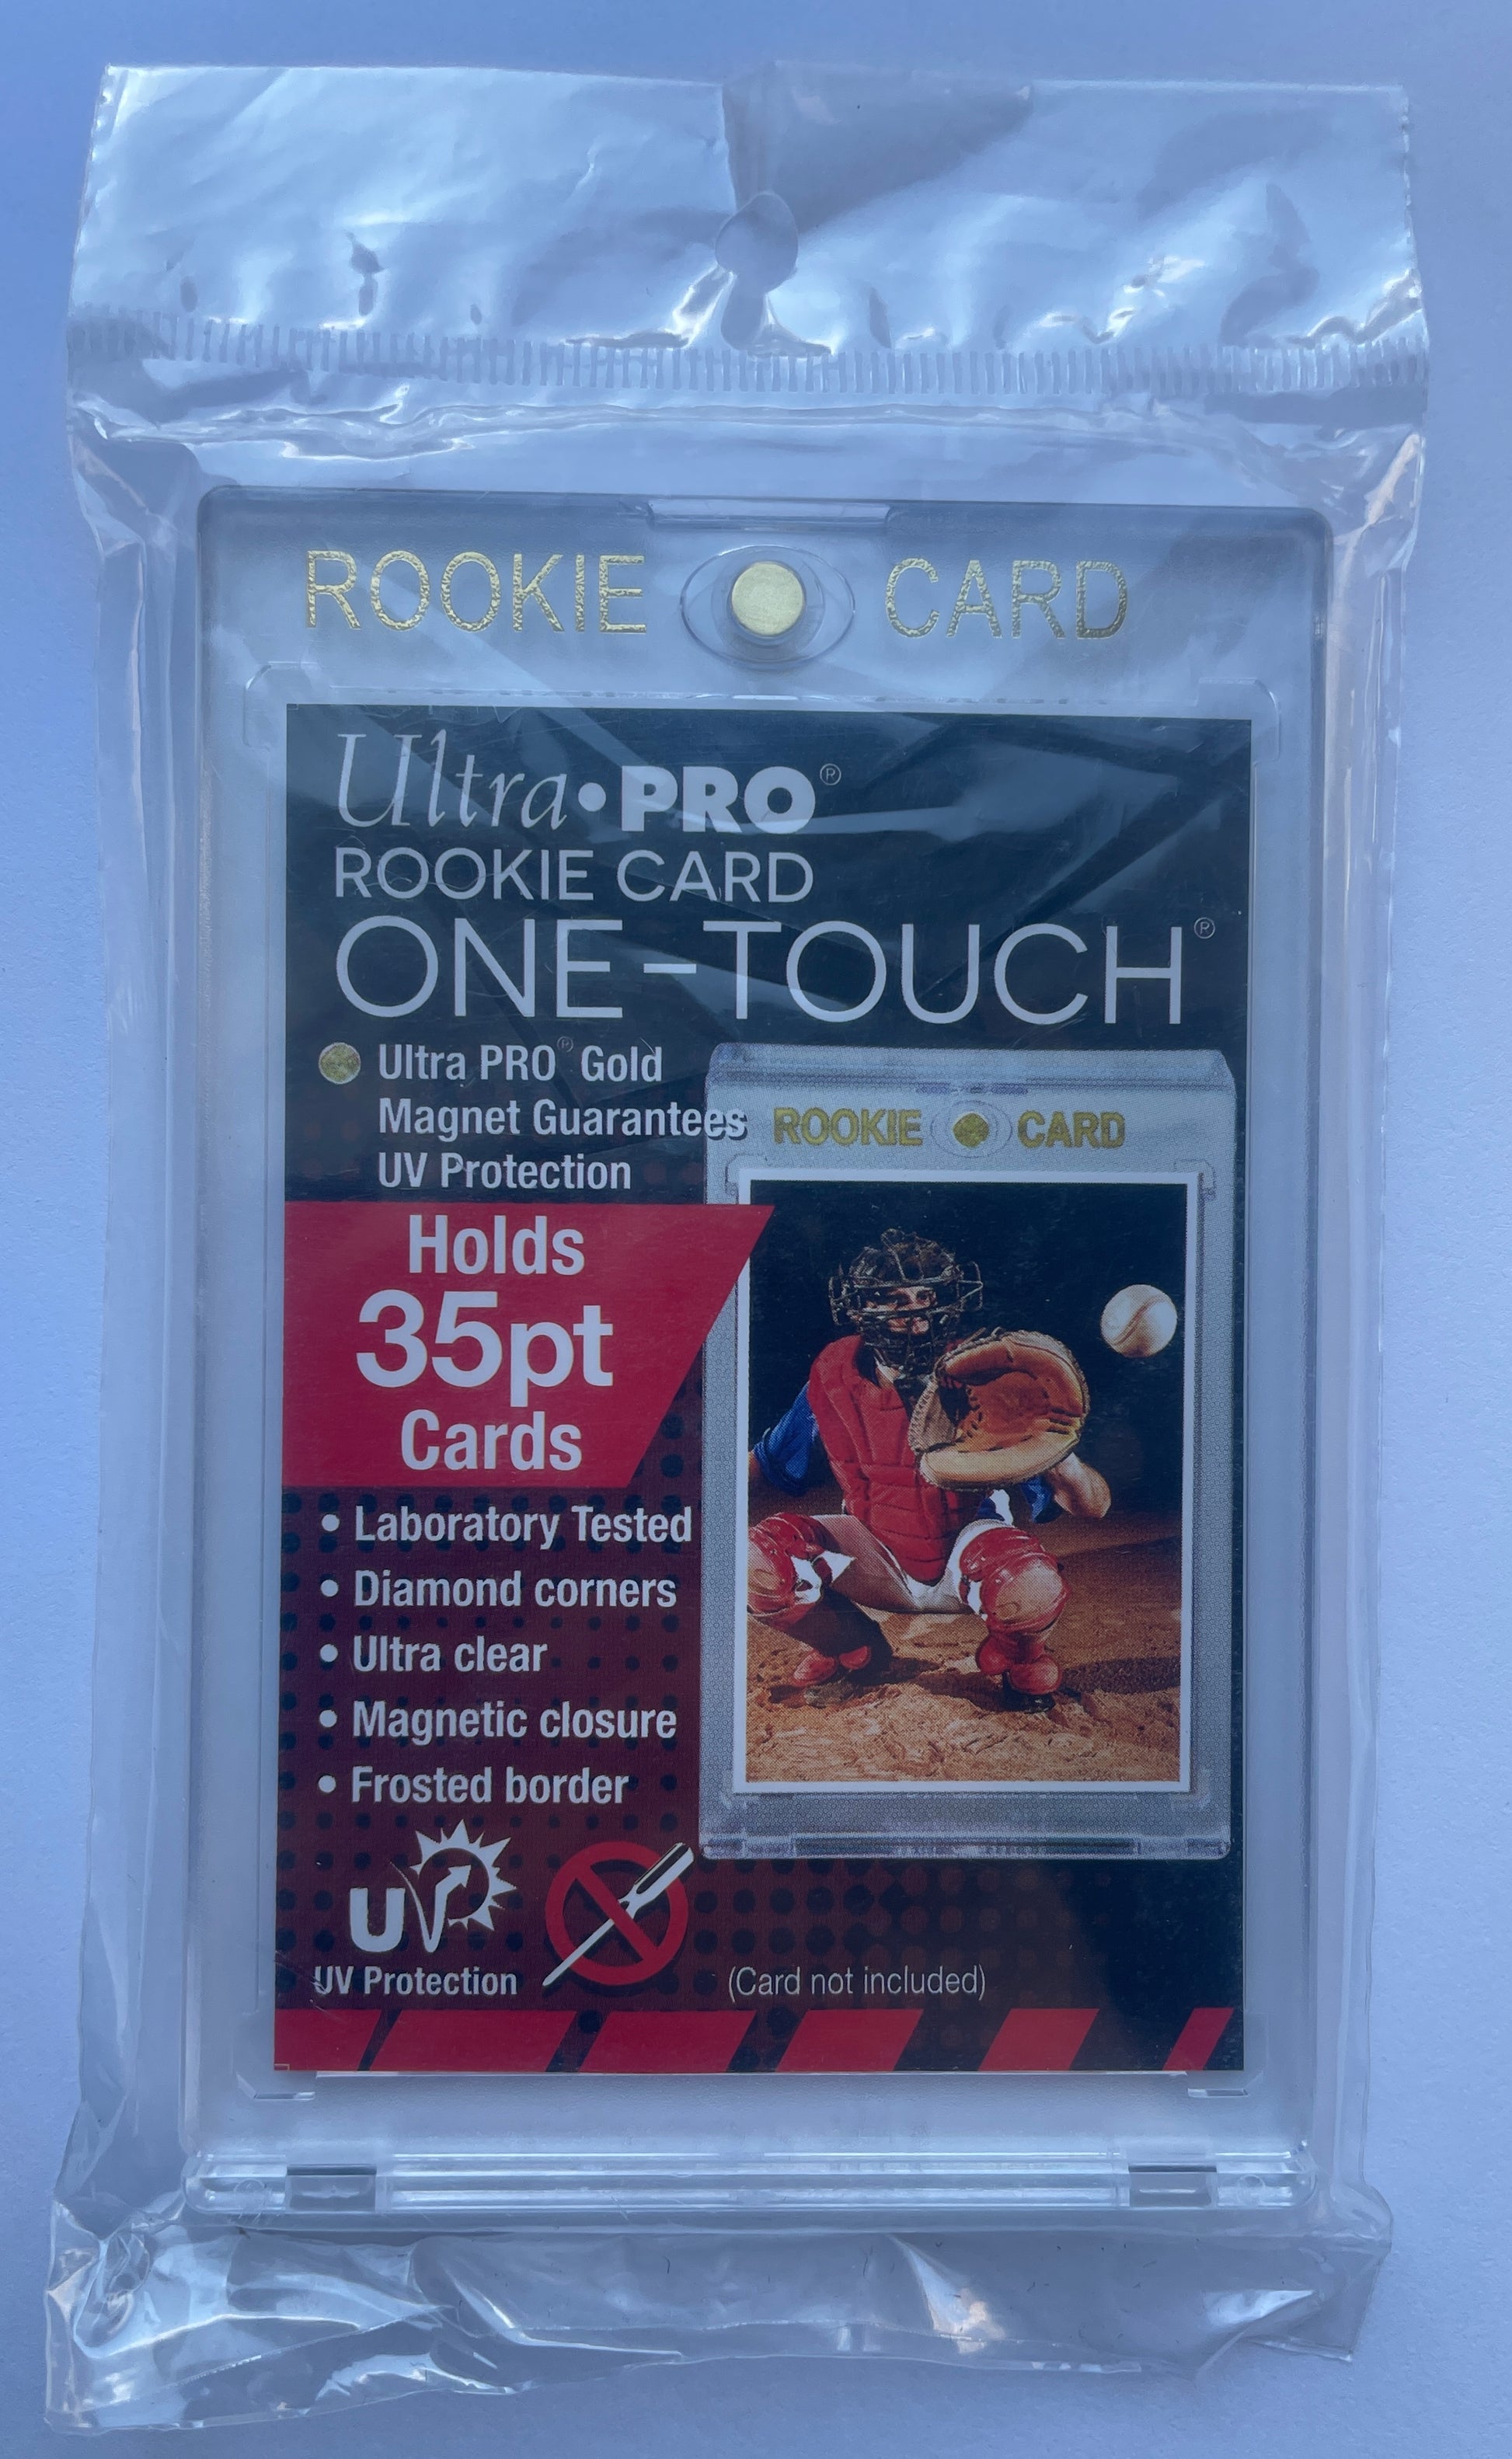 ROOKIE CARD
Ultra•PRO®
ROOKIE CARD
ONE-TOUCH®
Ultra PRO® Gold
Magnet Guarantees
UV Protection
ROOKIE CARD
Holds
35pt
Cards
• Laboratory Tested
• Diamond corners
• Ultra clear
• Magnetic closure
• Frosted border
UV
UV Protection
(Card not included)